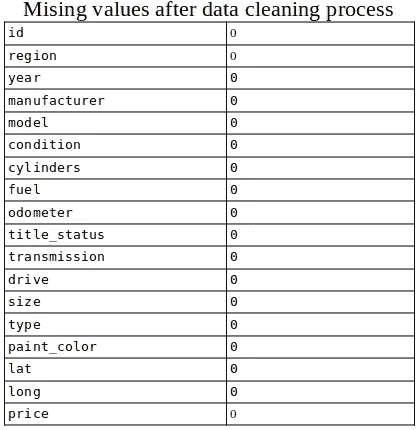 Mising values after data cleaning process
id 0
region 0
year 0
manufacturer 0
model 0
condition 0
cylinders 0
fuel 0
odometer 0
title_status 0
transmission 0
drive 0
size 0
type 0
paint_color 0
lat 0
long 0
price 0